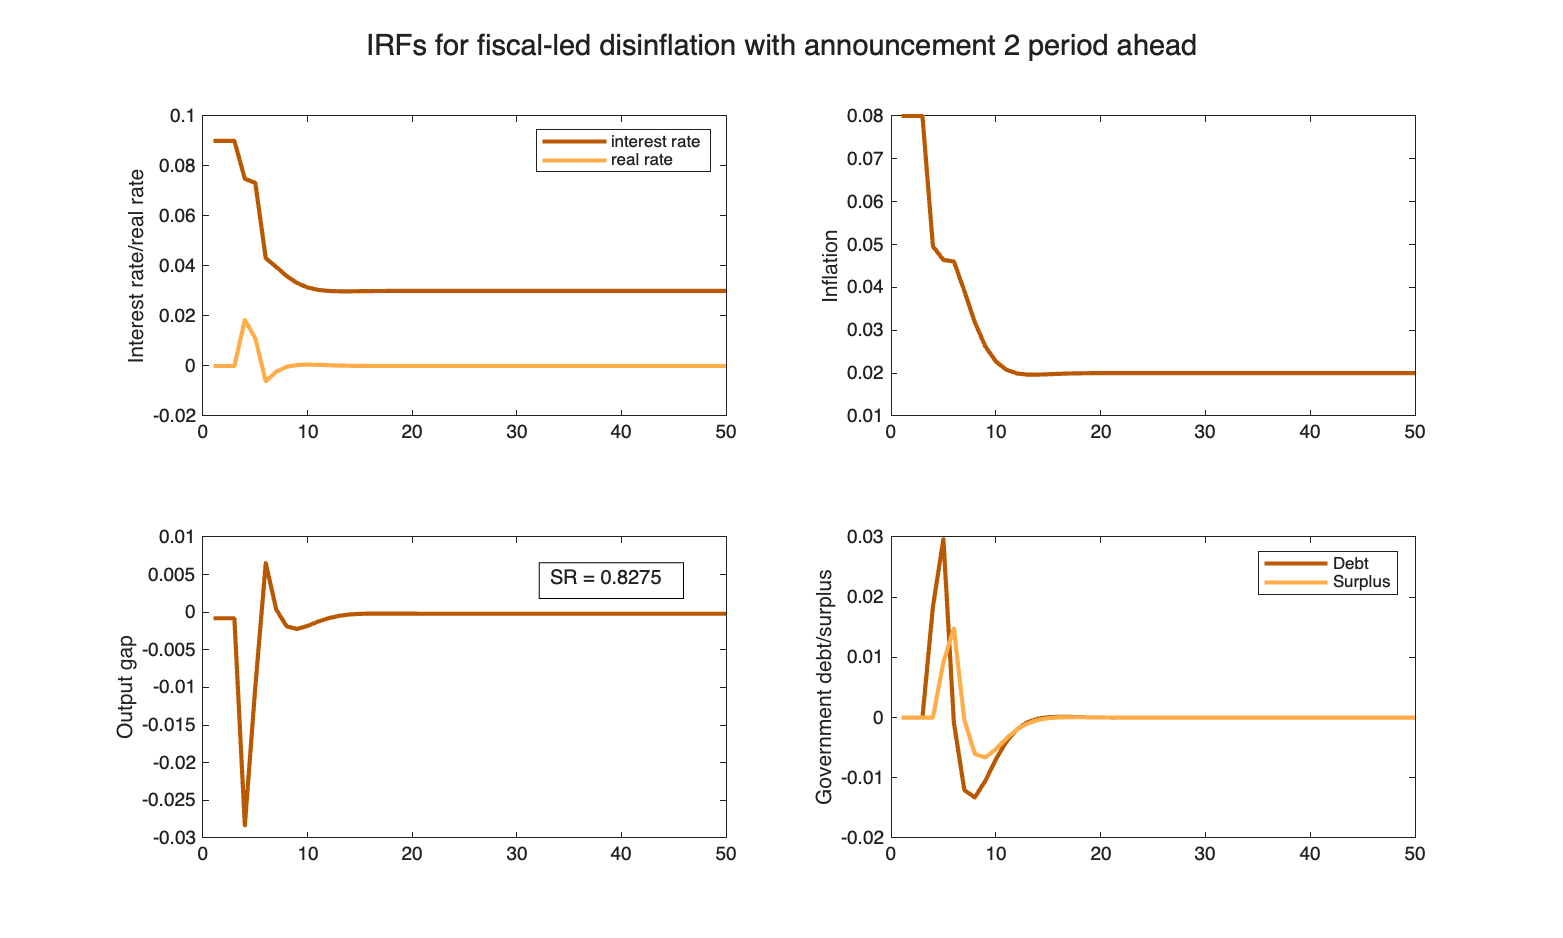 IRFs for fiscal-led disinflation with announcement 2 period ahead
Interest rate/real rate
0.1
0.08
0.06
0.04
0.02
0
-0.02
0 10 20 30 40 50
interest rate
real rate
Inflation
0.08
0.07
0.06
0.05
0.04
0.03
0.02
0.01
0 10 20 30 40 50
Output gap
0.01
0.005
0
-0.005
-0.01
-0.015
-0.02
-0.025
-0.03
0 10 20 30 40 50
SR = 0.8275
Government debt/surplus
0.03
0.02
0.01
0
-0.01
-0.02
0 10 20 30 40 50
Debt
Surplus